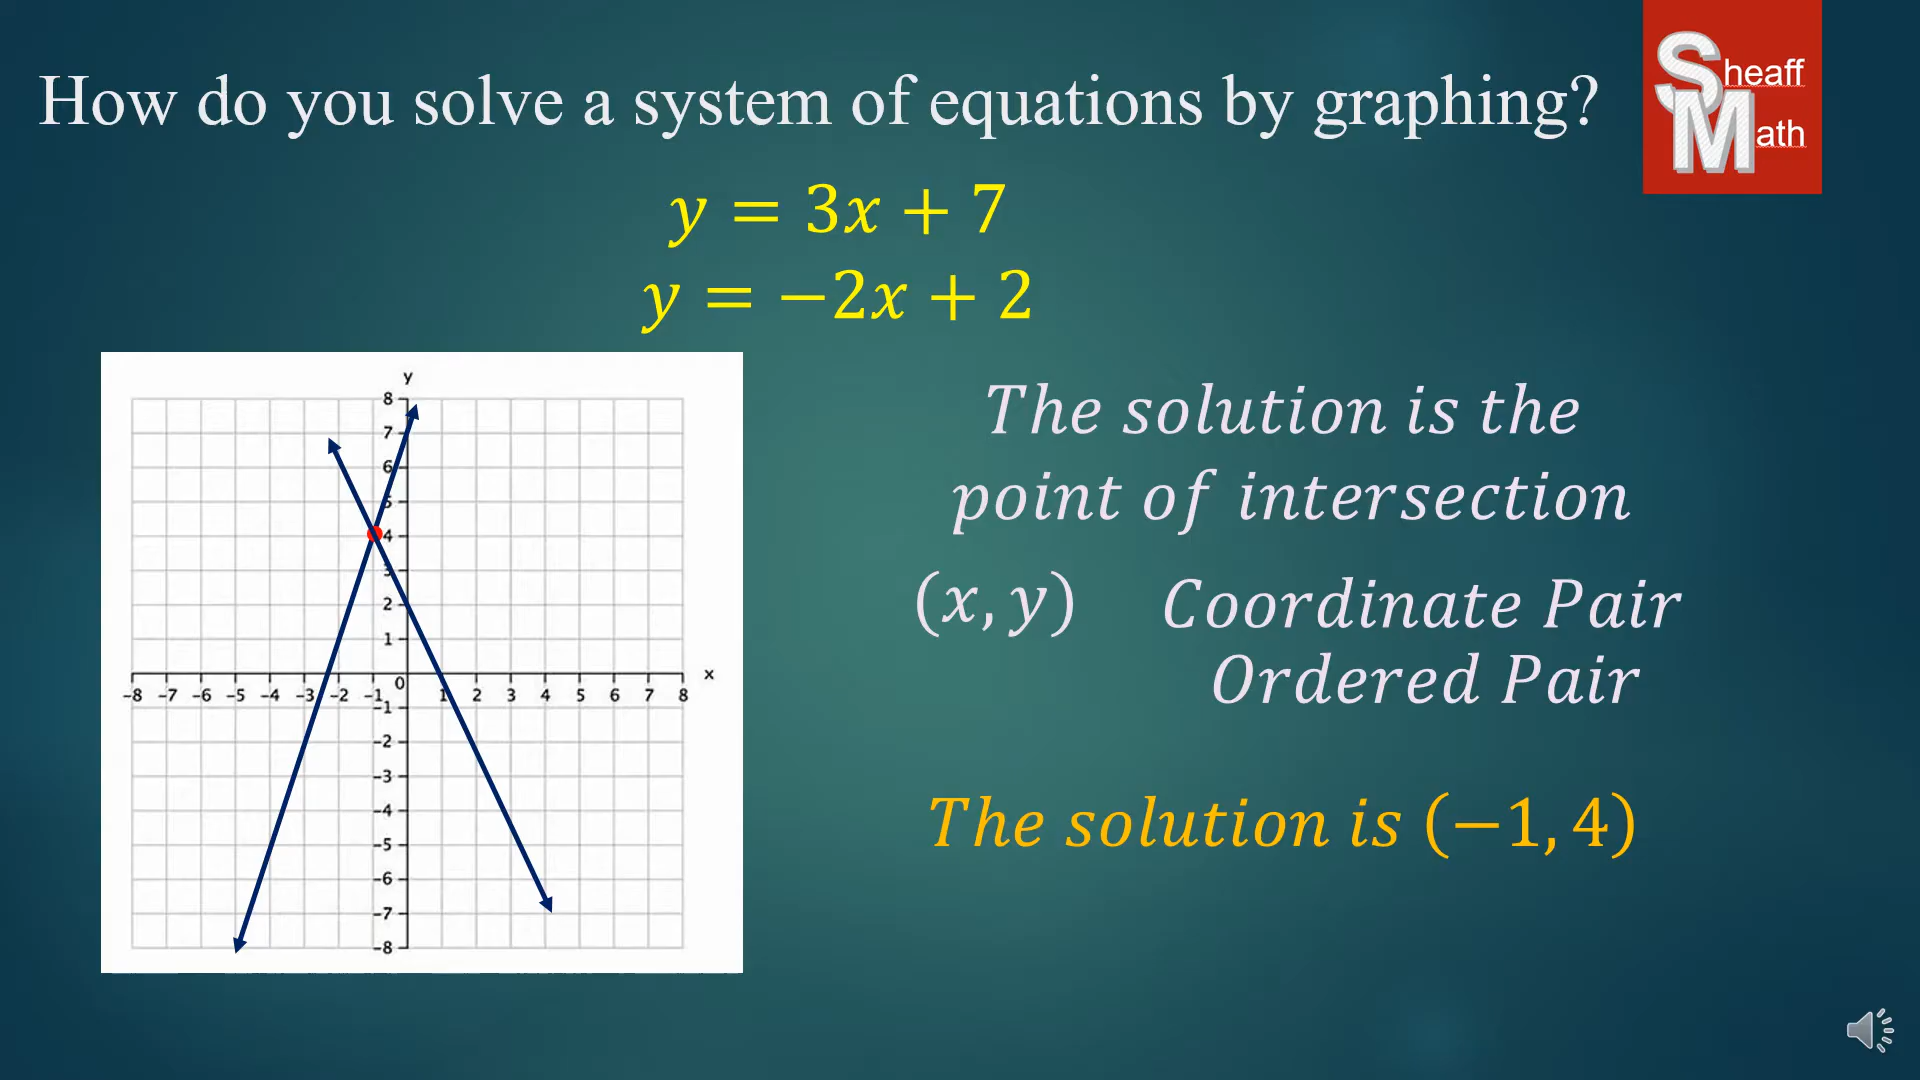 How do you solve a system of equations by graphing?
Sheaff
Math
y = 3x + 7
y = −2x + 2
y
8
7
6
5
4
3
2
1
0
-8 -7 -6 -5 -4 -3 -2 -1 1 2 3 4 5 6 7 8 x
-1
-2
-3
-4
-5
-6
-7
-8
The solution is the
point of intersection
(x, y) Coordinate Pair
Ordered Pair
The solution is (−1, 4)